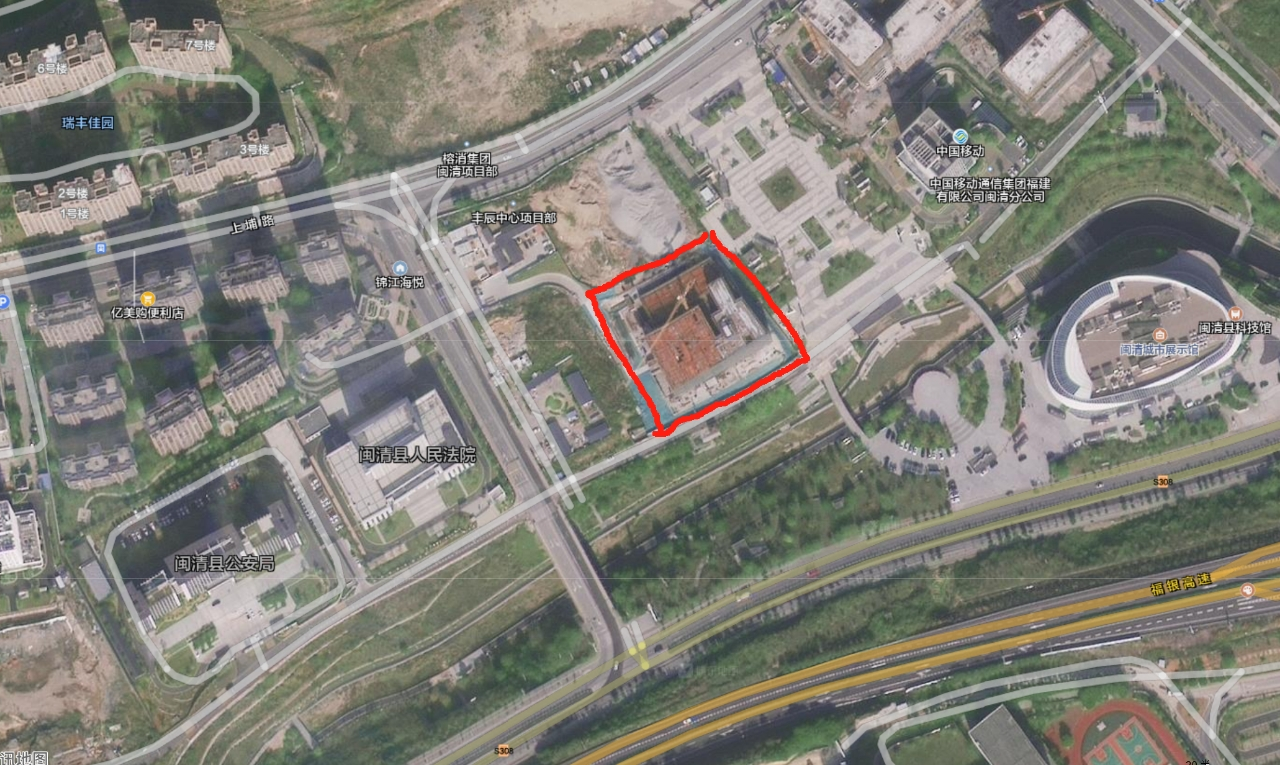 7号楼
6号楼
瑞丰佳园
3号楼
2号楼
1号楼
榕消集团
闽清项目部
中国移动
中国移动通信集团福建
有限公司闽清分公司
丰辰中心项目部
上埔路
锦江海悦
P
亿美购便利店
闽清县科技馆
闽清城市展示馆
闽清县人民法院
S308
闽清县公安局
福银高速
S308
讯地图